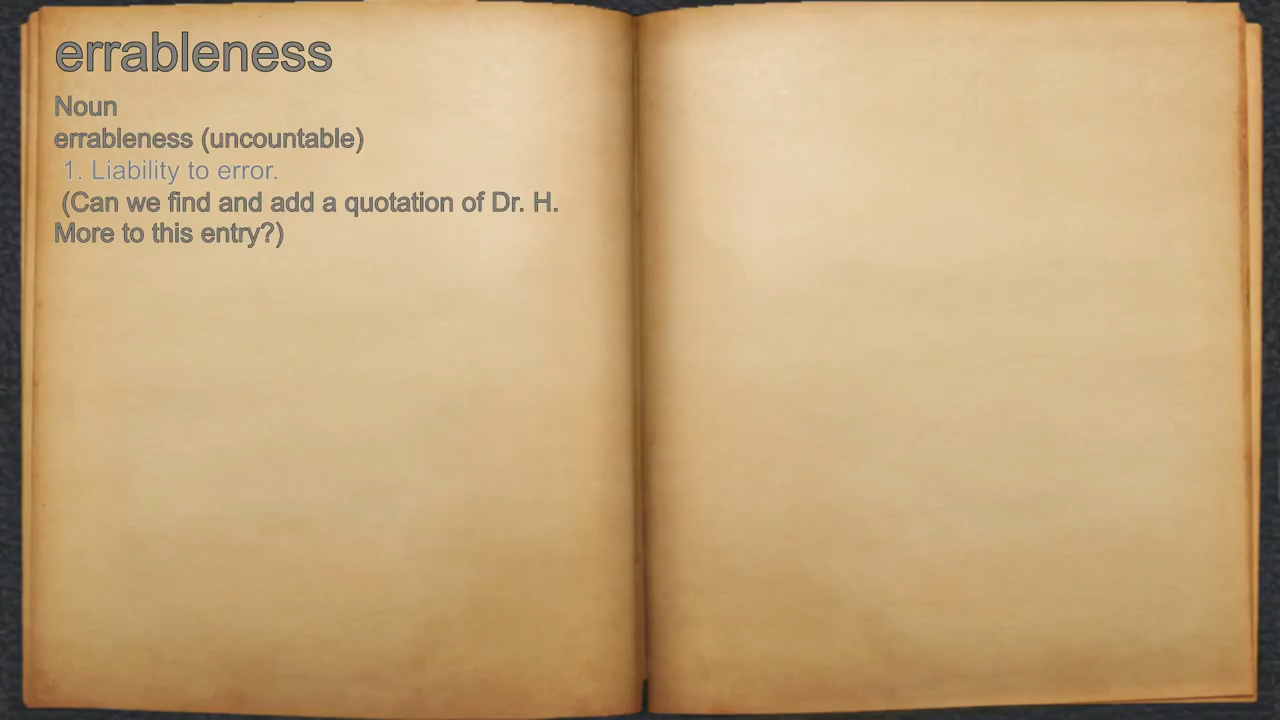 errableness
Noun
errableness (uncountable)
1. Liability to error.
(Can we find and add a quotation of Dr. H.
More to this entry?)